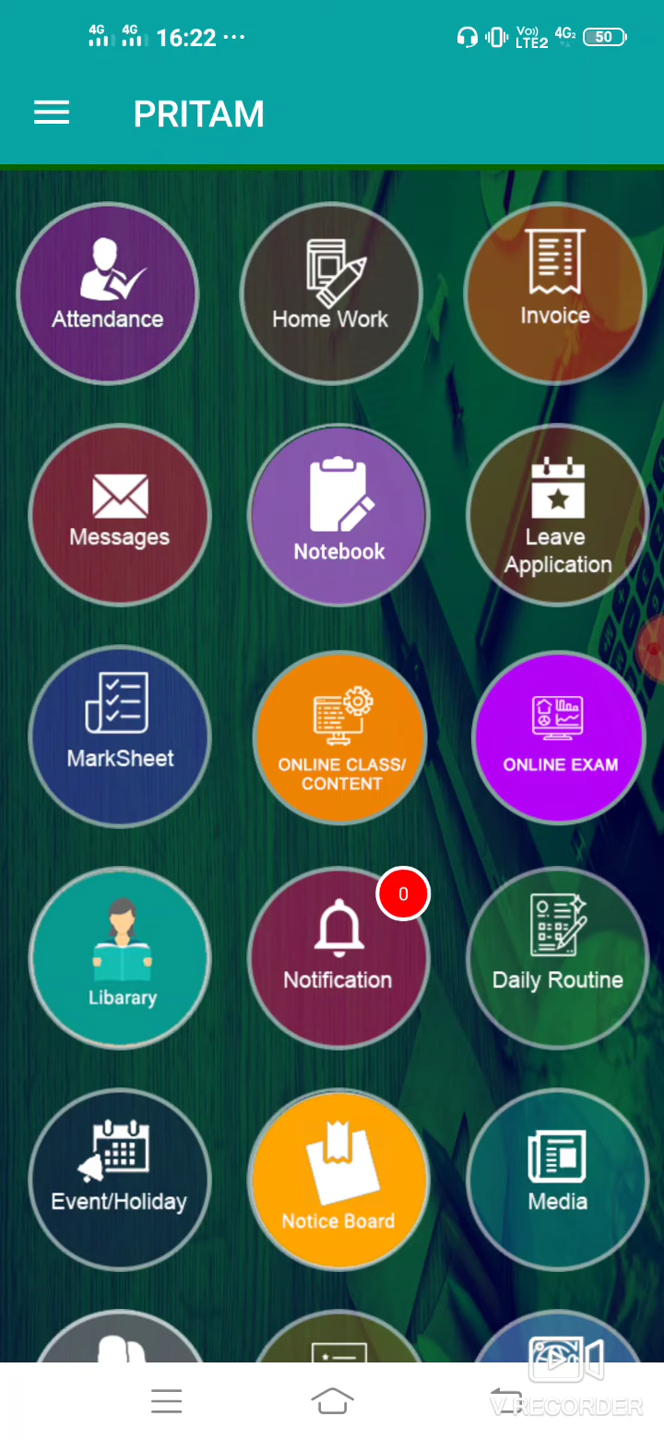 4G 4G 16:22 ··· Vo)) LTE2 4G2 50
PRITAM
Attendance
Home Work
Invoice
Messages
Notebook
Leave
Application
MarkSheet
ONLINE CLASS/
CONTENT
ONLINE EXAM
Libarary
0
Notification
Daily Routine
Event/Holiday
Notice Board
Media
V RECORDER